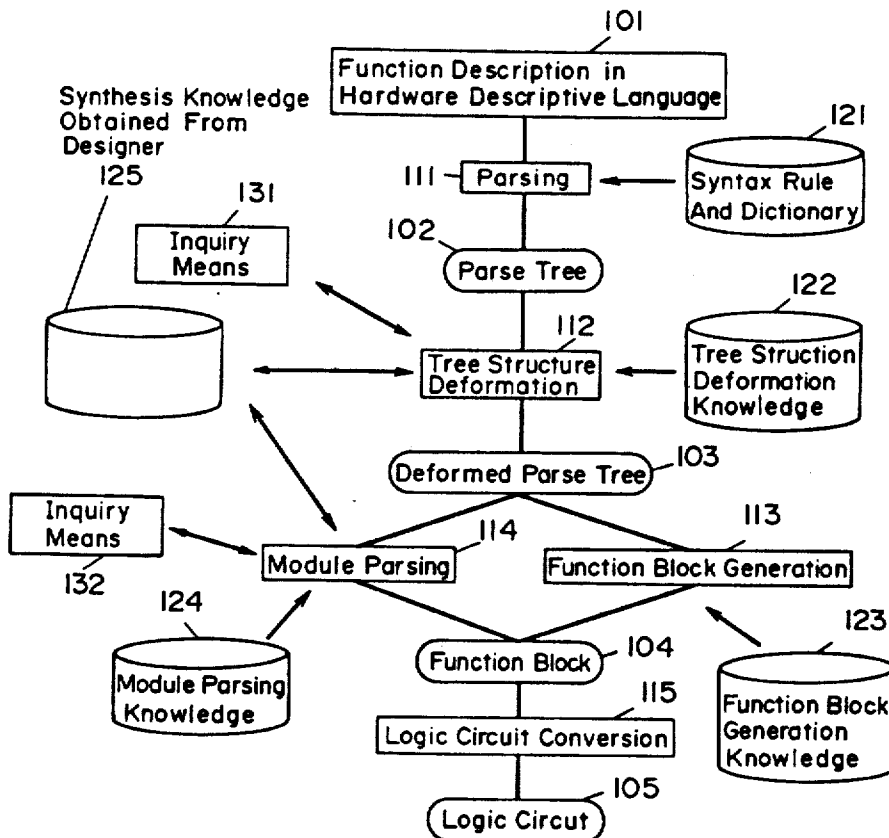 101
Function Description in
Hardware Descriptive Language
Synthesis Knowledge
Obtained From
Designer
125
121
Syntax Rule
And Dictionary
111
Parsing
131
Inquiry
Means
102
Parse Tree
122
Tree Struction
Deformation
Knowledge
112
Tree Structure
Deformation
Deformed Parse Tree
103
Inquiry
Means
132
114
Module Parsing
113
Function Block Generation
124
Module Parsing
Knowledge
Function Block
104
123
Function Block
Generation
Knowledge
115
Logic Circuit Conversion
105
Logic Circut